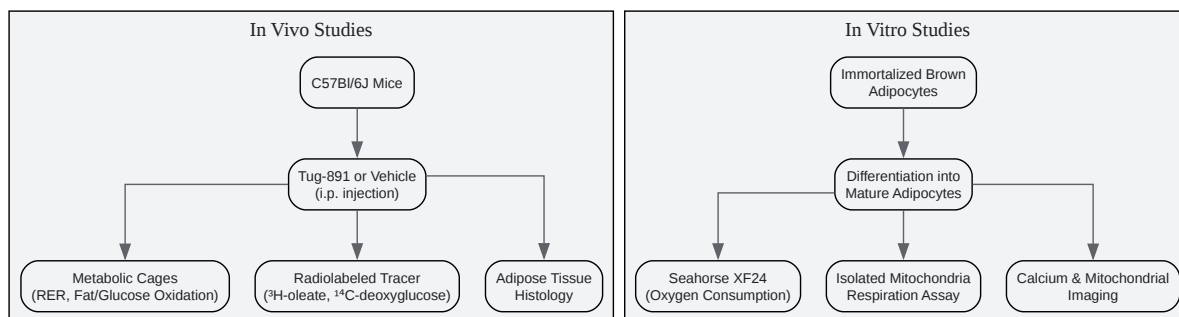 In Vivo Studies
C57Bl/6J Mice
Tug-891 or Vehicle
(i.p. injection)
Metabolic Cages
(RER, Fat/Glucose Oxidation)
Radiolabeled Tracer
(³H-oleate, ¹⁴C-deoxyglucose)
Adipose Tissue
Histology
In Vitro Studies
Immortalized Brown
Adipocytes
Differentiation into
Mature Adipocytes
Seahorse XF24
(Oxygen Consumption)
Isolated Mitochondria
Respiration Assay
Calcium & Mitochondrial
Imaging